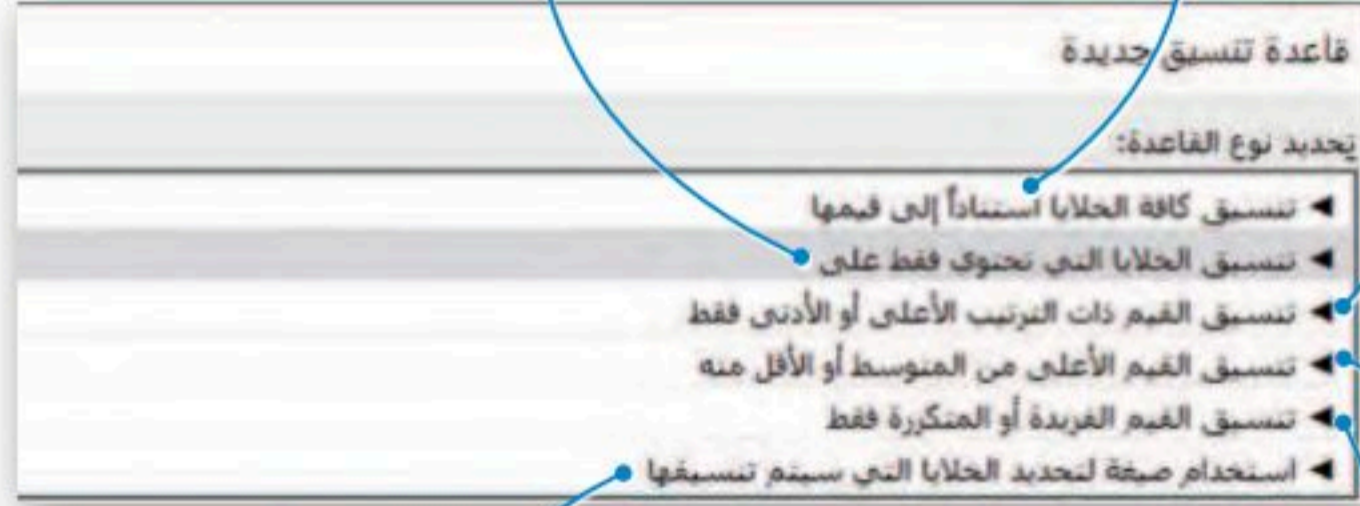 قاعدة تنسيق جديدة
تحديد نوع القاعدة:
◄ تنسيق كافة الخلايا استناداً إلى قيمها
◄ تنسيق الخلايا التي تحتوي فقط على
◄ تنسيق القيم ذات الترتيب الأعلى أو الأدنى فقط
◄ تنسيق القيم الأعلى من المتوسط أو الأقل منه
◄ تنسيق القيم الفريدة أو المتكررة فقط
◄ استخدام صيغة لتحديد الخلايا التي سيتم تنسيقها